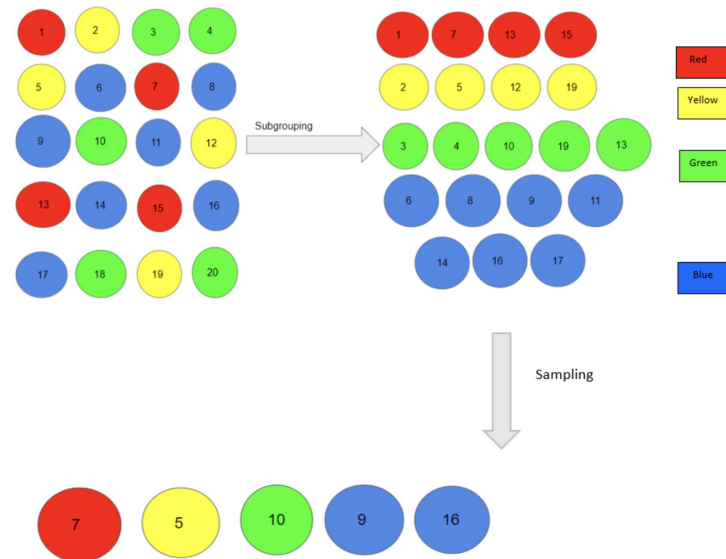 1 2 3 4
5 6 7 8
9 10 11 12
13 14 15 16
17 18 19 20
Subgrouping
1 7 13 15
2 5 12 19
3 4 10 19 13
6 8 9 11
14 16 17
Red
Yellow
Green
Blue
Sampling
7 5 10 9 16